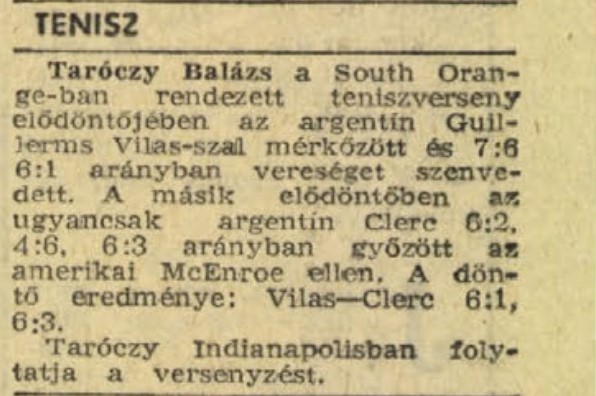 TENISZ
Taróczy Balázs a South Oran-
ge-ban rendezett teniszverseny
elődöntőjében az argentin Guil-
lerms Vilas-szal mérkőzött és 7:6
6:1 arányban vereséget szenve-
dett. A másik elődöntőben az
ugyancsak argentin Clerc 6:2,
4:6, 6:3 arányban győzött az
amerikai McEnroe ellen. A dön-
tő eredménye: Vilas—Clerc 6:1,
6:3.
Taróczy Indianapolisban foly-
tatja a versenyzést.